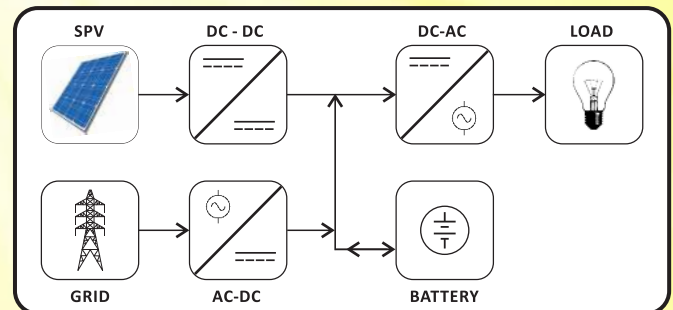 SPV
DC - DC
DC-AC
LOAD
GRID
AC-DC
BATTERY